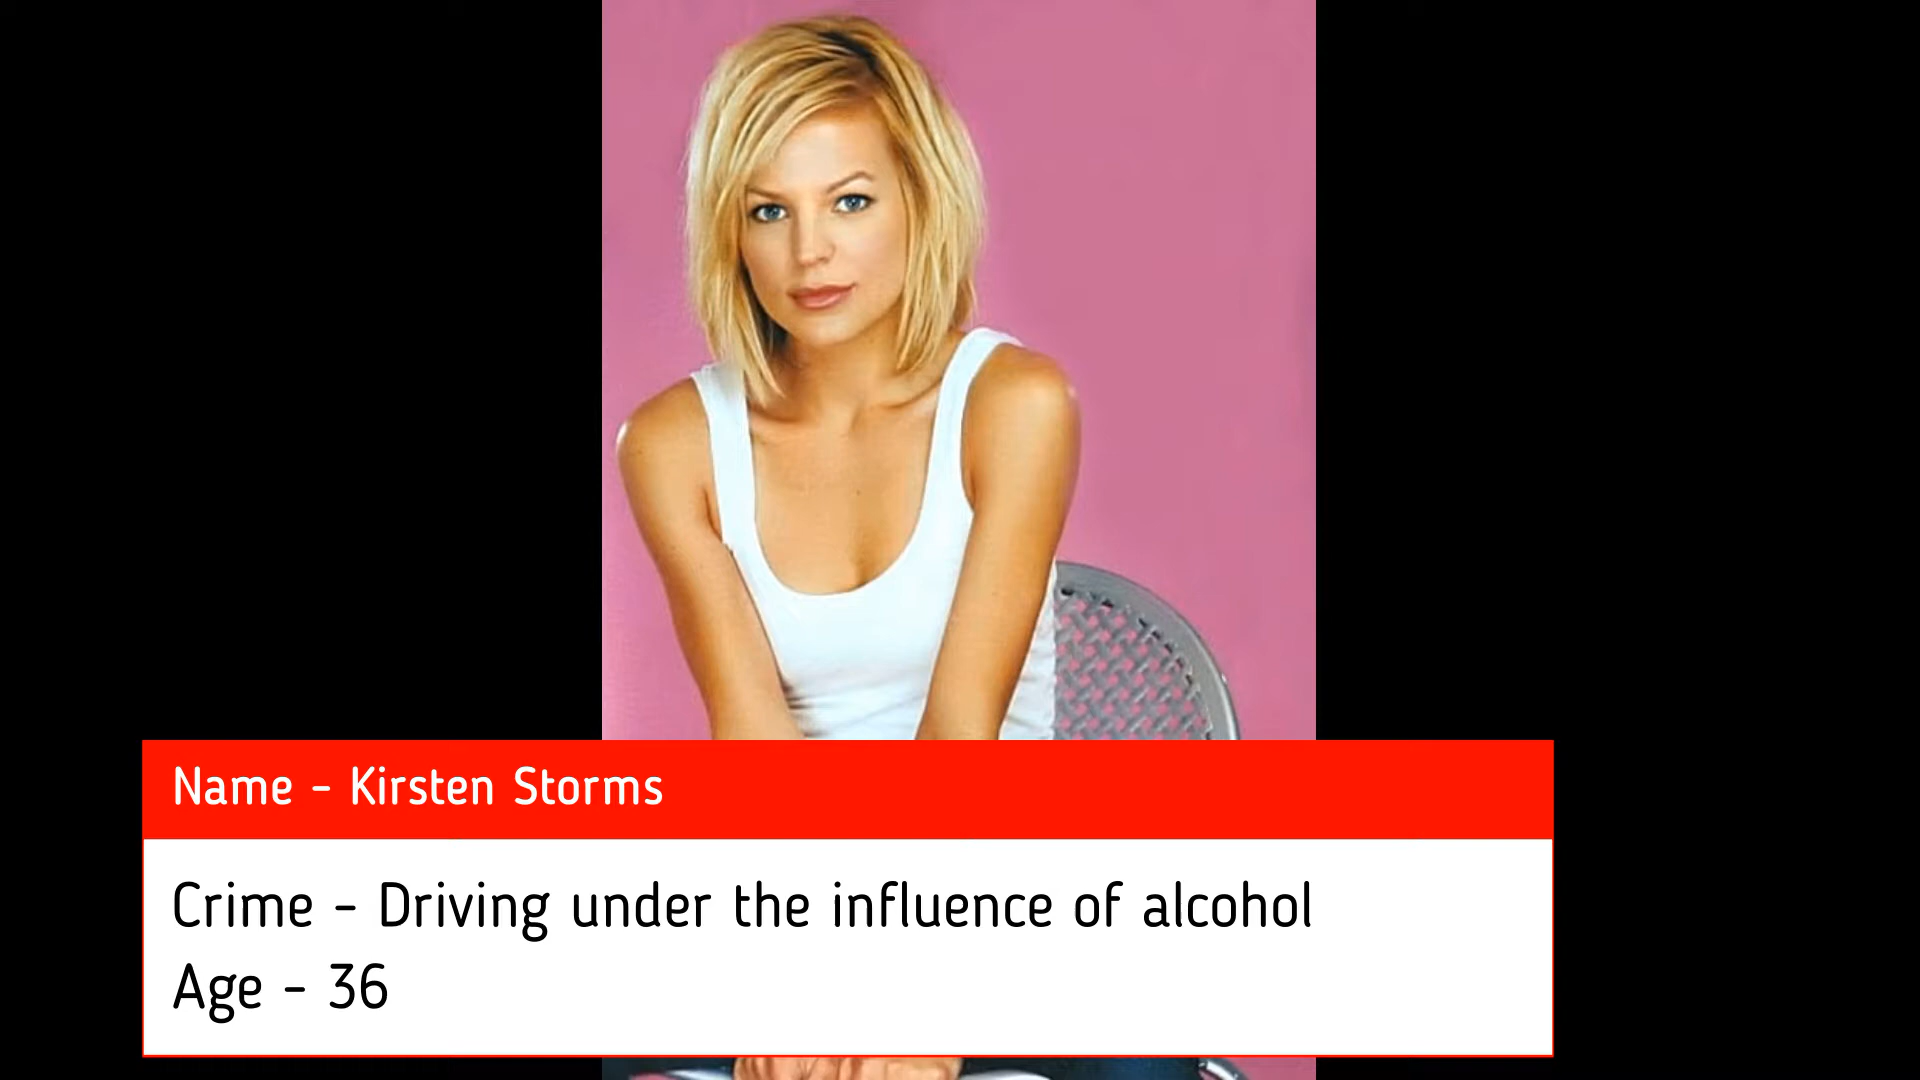 Name - Kirsten Storms
Crime - Driving under the influence of alcohol
Age - 36